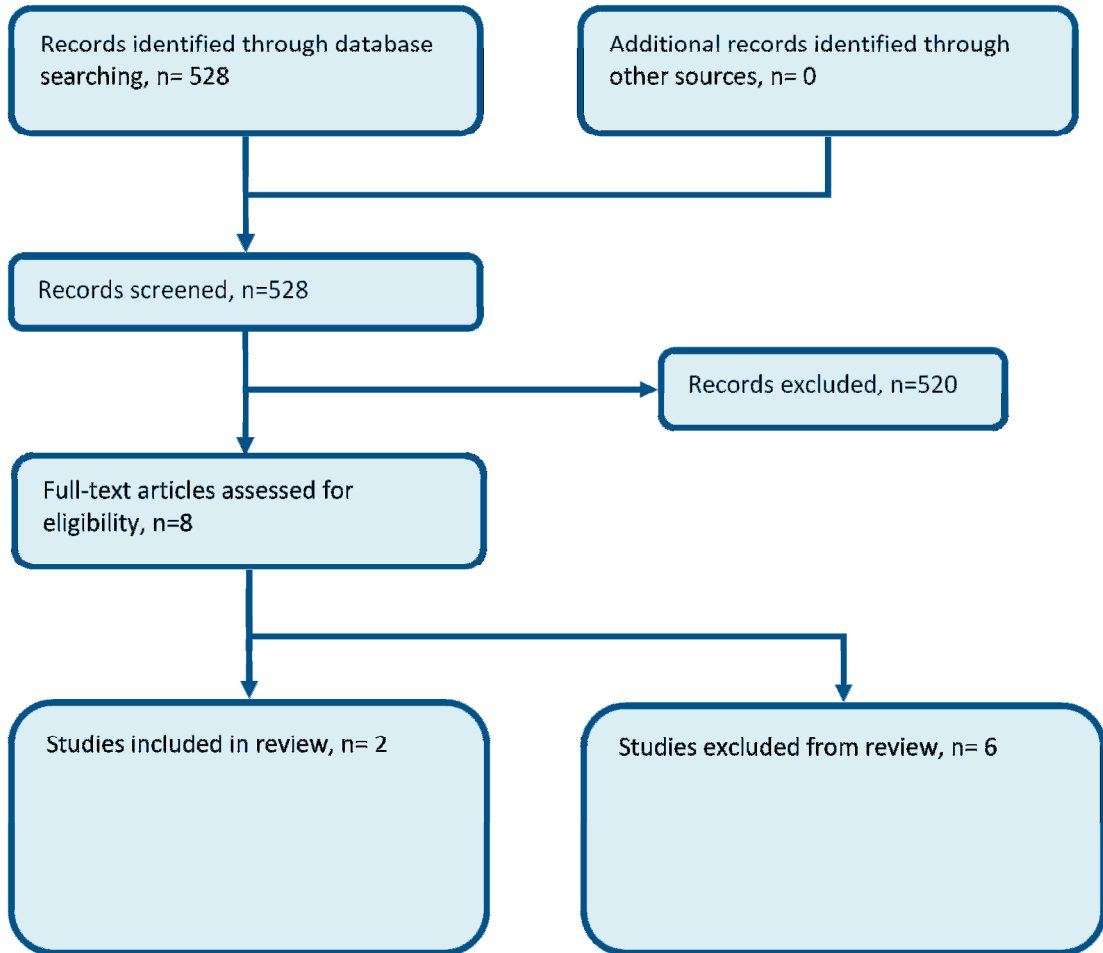 Records identified through database
searching, n= 528
Additional records identified through
other sources, n= 0
Records screened, n=528
Records excluded, n=520
Full-text articles assessed for
eligibility, n=8
Studies included in review, n= 2
Studies excluded from review, n= 6